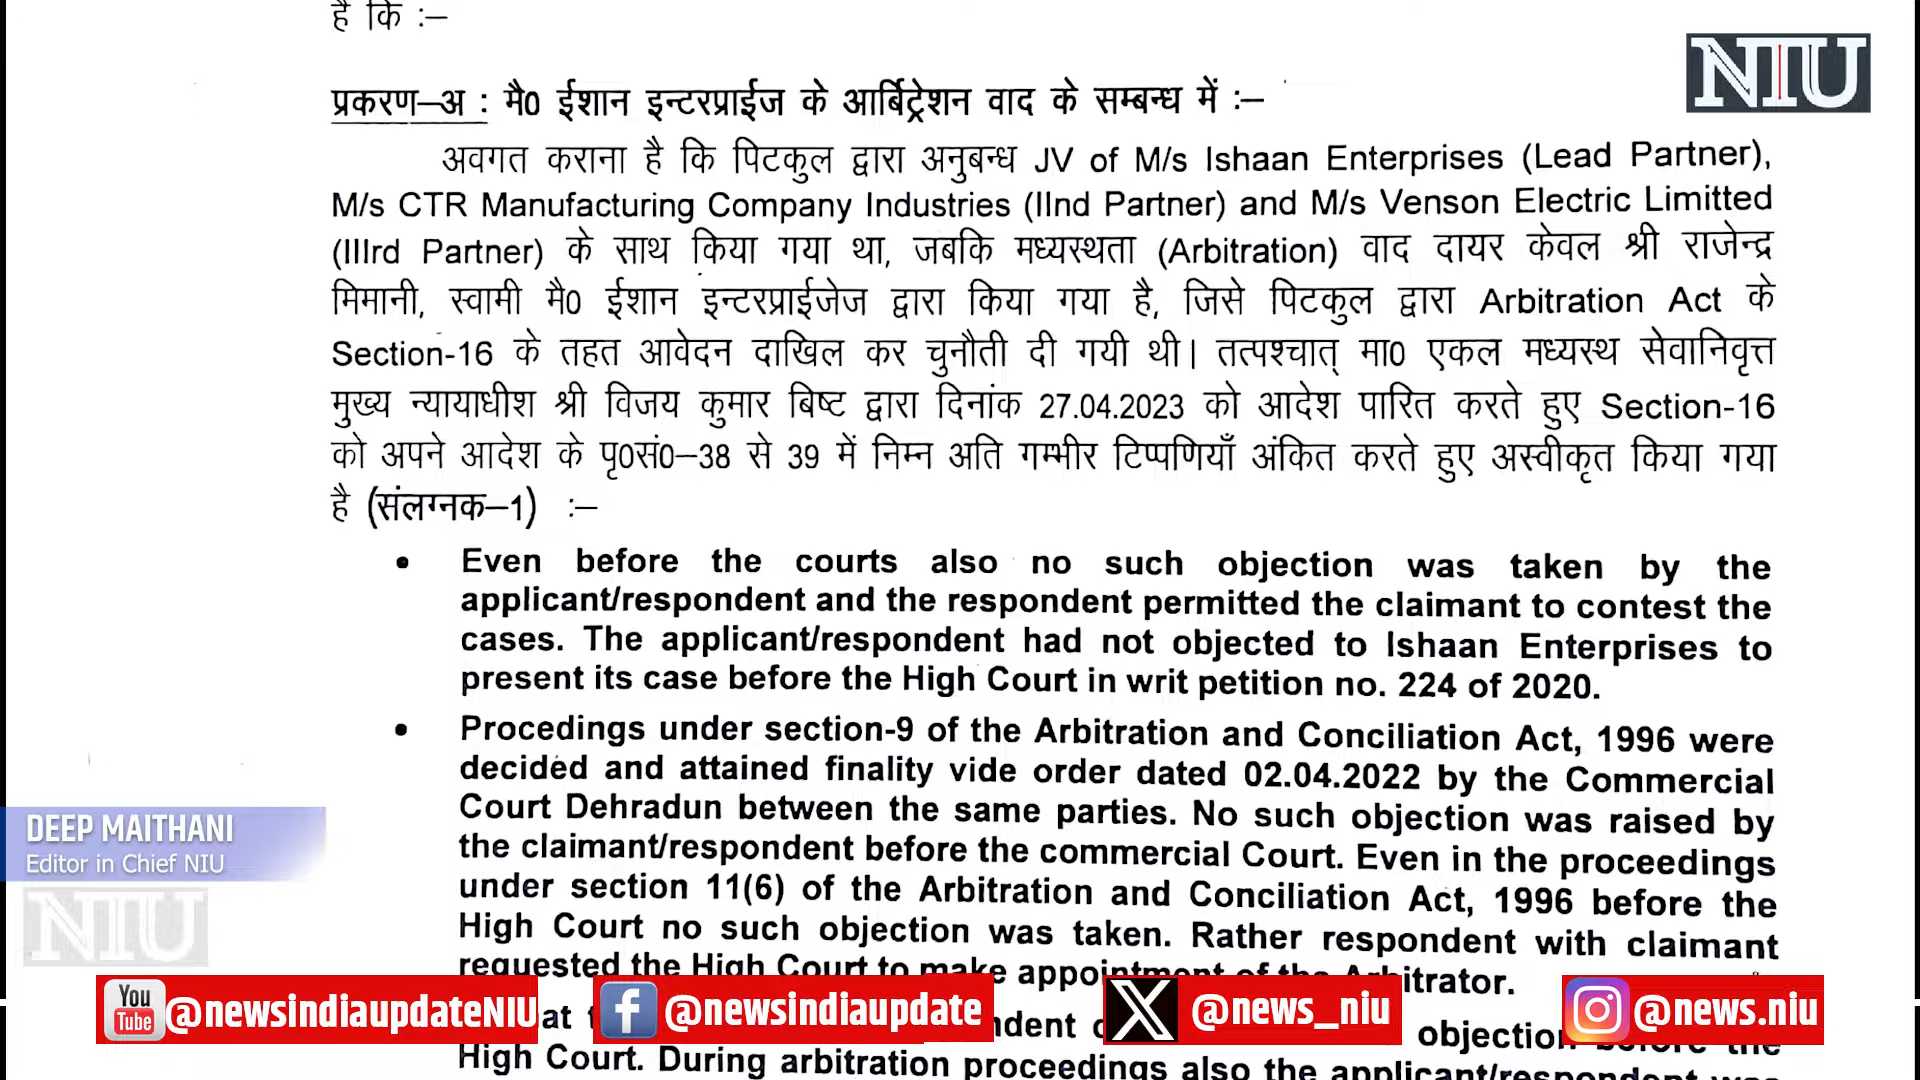 है कि :–
NIU
प्रकरण–अ : मै0 ईशान इन्टरप्राईज के आर्बिट्रेशन वाद के सम्बन्ध में :–
अवगत कराना है कि पिटकुल द्वारा अनुबन्ध JV of M/s Ishaan Enterprises (Lead Partner),
M/s CTR Manufacturing Company Industries (IInd Partner) and M/s Venson Electric Limitted
(IIIrd Partner) के साथ किया गया था, जबकि मध्यस्थता (Arbitration) वाद दायर केवल श्री राजेन्द्र
मिमानी, स्वामी मै0 ईशान इन्टरप्राईजेज द्वारा किया गया है, जिसे पिटकुल द्वारा Arbitration Act के
Section-16 के तहत आवेदन दाखिल कर चुनौती दी गयी थी। तत्पश्चात् मा0 एकल मध्यस्थ सेवानिवृत्त
मुख्य न्यायाधीश श्री विजय कुमार बिष्ट द्वारा दिनांक 27.04.2023 को आदेश पारित करते हुए Section-16
को अपने आदेश के पृ0सं0–38 से 39 में निम्न अति गम्भीर टिप्पणियाँ अंकित करते हुए अस्वीकृत किया गया
है (संलग्नक–1) :–
• Even before the courts also no such objection was taken by the
applicant/respondent and the respondent permitted the claimant to contest the
cases. The applicant/respondent had not objected to Ishaan Enterprises to
present its case before the High Court in writ petition no. 224 of 2020.
• Procedings under section-9 of the Arbitration and Conciliation Act, 1996 were
decided and attained finality vide order dated 02.04.2022 by the Commercial
Court Dehradun between the same parties. No such objection was raised by
the claimant/respondent before the commercial Court. Even in the proceedings
under section 11(6) of the Arbitration and Conciliation Act, 1996 before the
High Court no such objection was taken. Rather respondent with claimant
requested the High Court to make appointment of the Arbitrator.
objection before the
High Court. During arbitration proceedings also the applicant/respondent was
DEEP MAITHANI
Editor in Chief NIU
NIU
You Tube @newsindiaupdateNIU
@newsindiaupdate
@news_niu
@news.niu